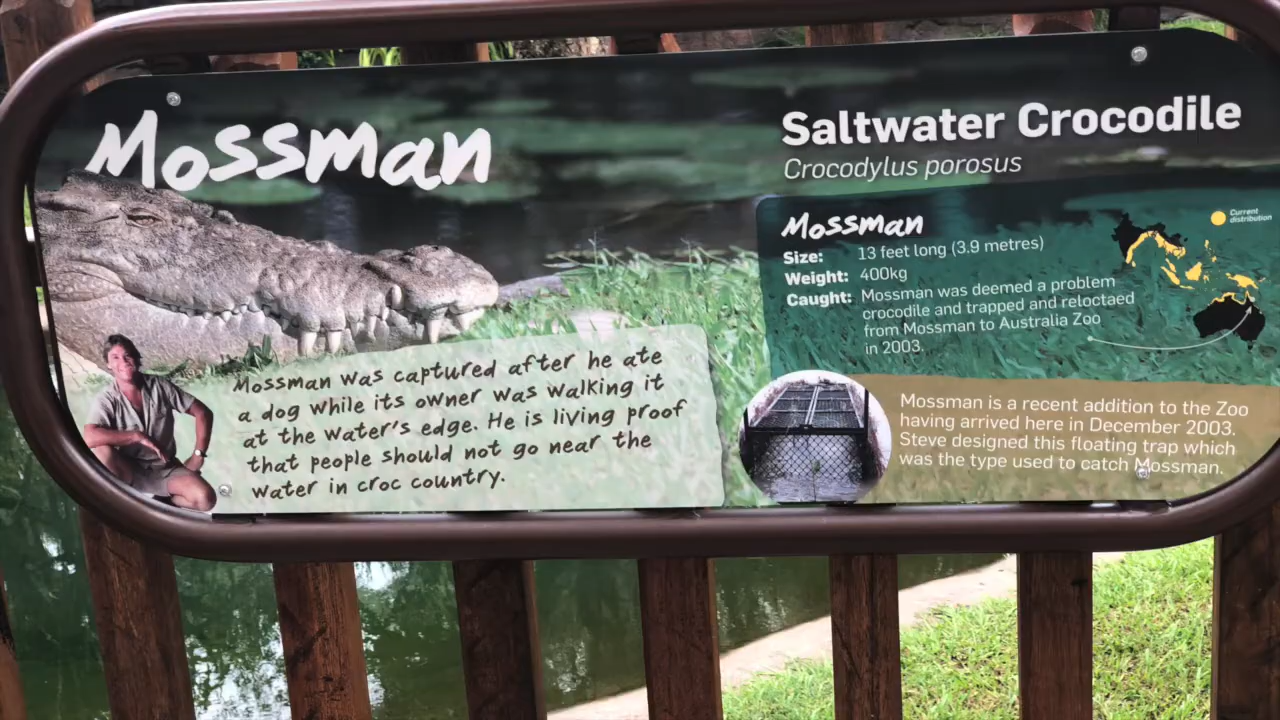 Mossman
Mossman was captured after he ate
a dog while its owner was walking it
at the water's edge. He is living proof
that people should not go near the
water in croc country.
Saltwater Crocodile
Crocodylus porosus
Mossman
Size: 13 feet long (3.9 metres)
Weight: 400kg
Caught: Mossman was deemed a problem
crocodile and trapped and reloctaed
from Mossman to Australia Zoo
in 2003.
Current
distribution
Mossman is a recent addition to the Zoo
having arrived here in December 2003.
Steve designed this floating trap which
was the type used to catch Mossman.